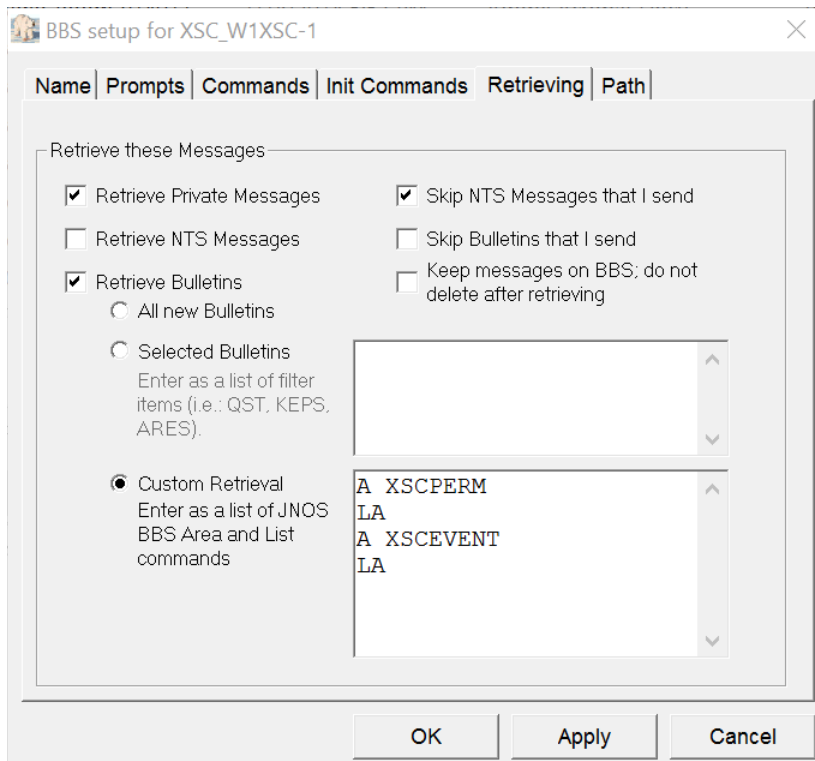 BBS setup for XSC_W1XSC-1
Name Prompts Commands Init Commands Retrieving Path
Retrieve these Messages
Retrieve Private Messages
Skip NTS Messages that I send
Retrieve NTS Messages
Skip Bulletins that I send
Retrieve Bulletins
Keep messages on BBS; do not
delete after retrieving
All new Bulletins
Selected Bulletins
Enter as a list of filter
items (i.e.: QST, KEPS,
ARES).
Custom Retrieval
Enter as a list of JNOS
BBS Area and List
commands
A XSCPERM
LA
A XSCEVENT
LA
OK Apply Cancel